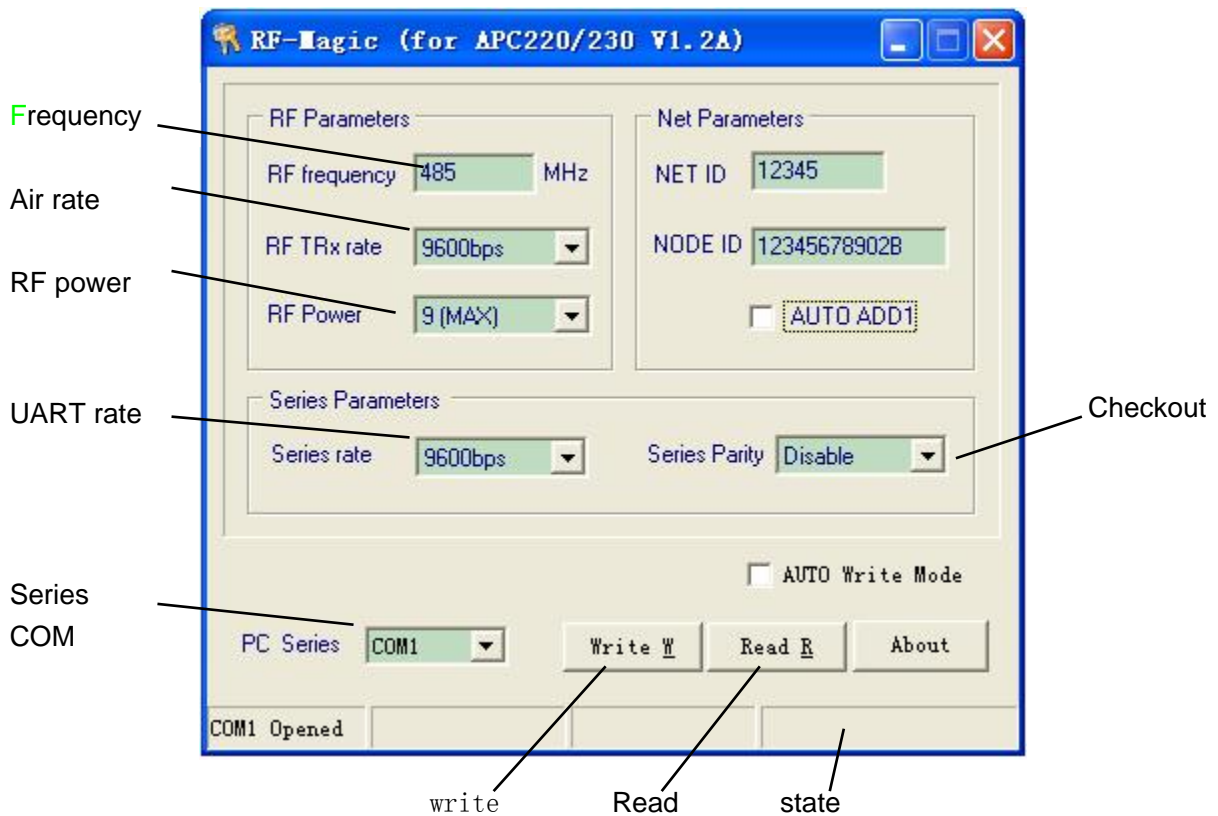 RF-Magic (for APC220/230 V1.2A)
Frequency
RF Parameters
Net Parameters
RF frequency 485 MHz
NET ID 12345
Air rate
RF TRx rate 9600bps
NODE ID 12345678902B
RF power
RF Power 9 (MAX)
AUTO ADD1
Series Parameters
UART rate
Checkout
Series rate 9600bps
Series Parity Disable
AUTO Write Mode
Series
COM
PC Series COM1
Write W
Read R
About
COM1 Opened
write
Read
state